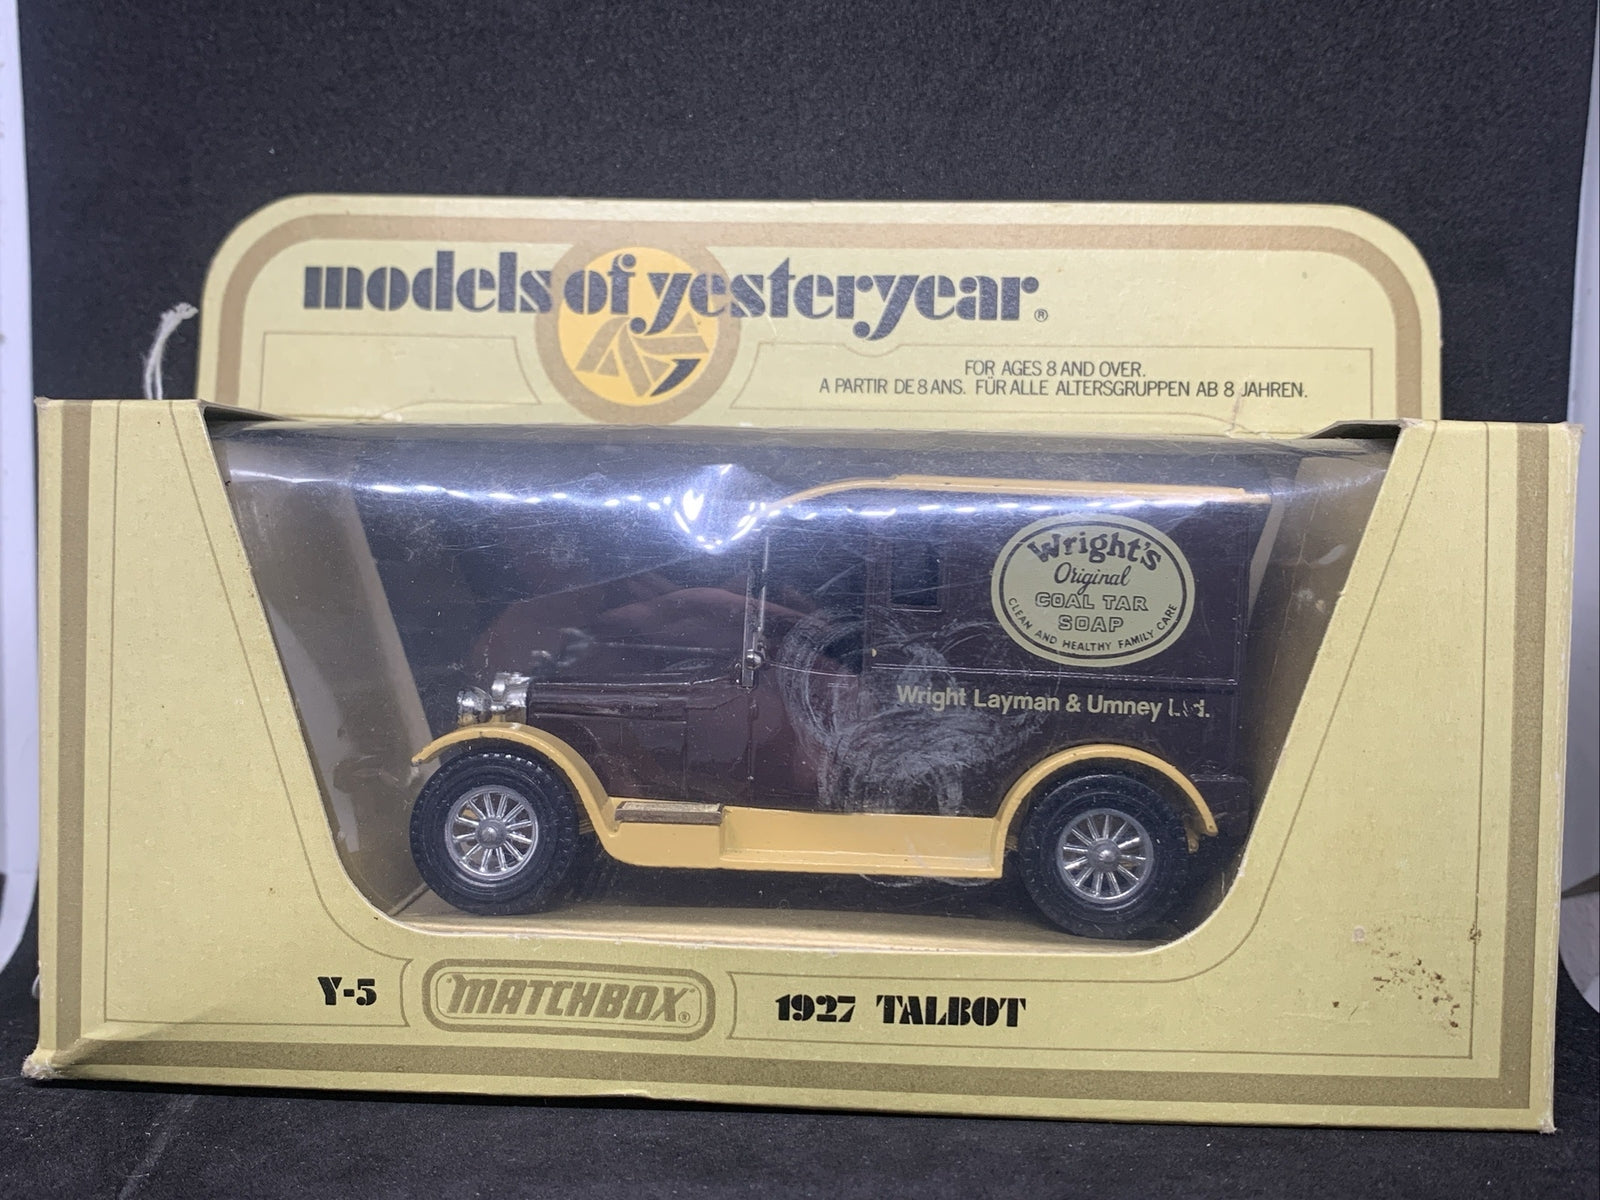 models of yesteryear®
FOR AGES 8 AND OVER.
A PARTIR DE 8 ANS. FÜR ALLE ALTERSGRUPPEN AB 8 JAHREN.
Wright's
Original
COAL TAR
SOAP
CLEAN AND HEALTHY FAMILY CARE
Wright Layman & Umney Ltd.
Y-5
"MATCHBOX"®
1927 TALBOT